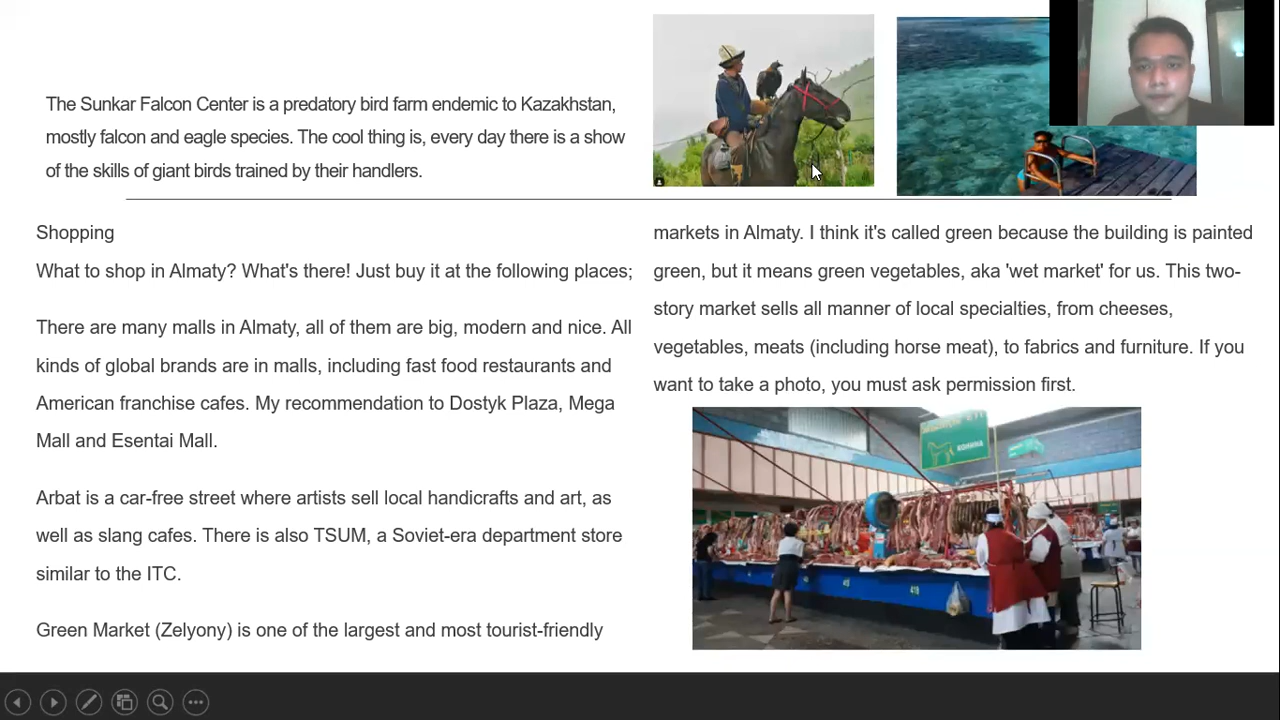 The Sunkar Falcon Center is a predatory bird farm endemic to Kazakhstan,
mostly falcon and eagle species. The cool thing is, every day there is a show
of the skills of giant birds trained by their handlers.
Shopping
What to shop in Almaty? What's there! Just buy it at the following places;
There are many malls in Almaty, all of them are big, modern and nice. All
kinds of global brands are in malls, including fast food restaurants and
American franchise cafes. My recommendation to Dostyk Plaza, Mega
Mall and Esentai Mall.
Arbat is a car-free street where artists sell local handicrafts and art, as
well as slang cafes. There is also TSUM, a Soviet-era department store
similar to the ITC.
Green Market (Zelyony) is one of the largest and most tourist-friendly
markets in Almaty. I think it's called green because the building is painted
green, but it means green vegetables, aka 'wet market' for us. This two-
story market sells all manner of local specialties, from cheeses,
vegetables, meats (including horse meat), to fabrics and furniture. If you
want to take a photo, you must ask permission first.
КОНИНА